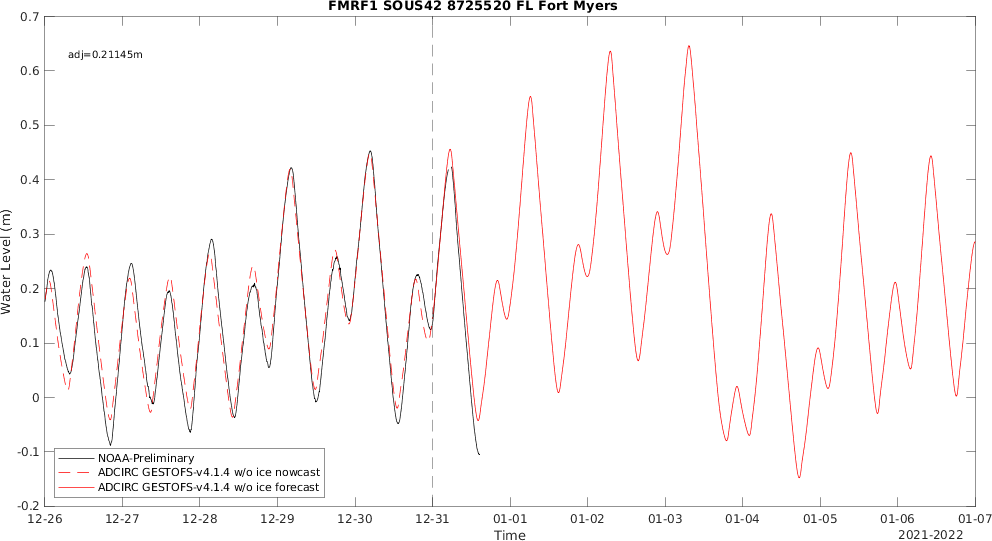 FMRF1 SOUS42 8725520 FL Fort Myers
adj=0.21145m
Water Level (m)
0.7
0.6
0.5
0.4
0.3
0.2
0.1
0
-0.1
-0.2
NOAA-Preliminary
ADCIRC GESTOFS-v4.1.4 w/o ice nowcast
ADCIRC GESTOFS-v4.1.4 w/o ice forecast
12-26 12-27 12-28 12-29 12-30 12-31 01-01 01-02 01-03 01-04 01-05 01-06 01-07
Time
2021-2022